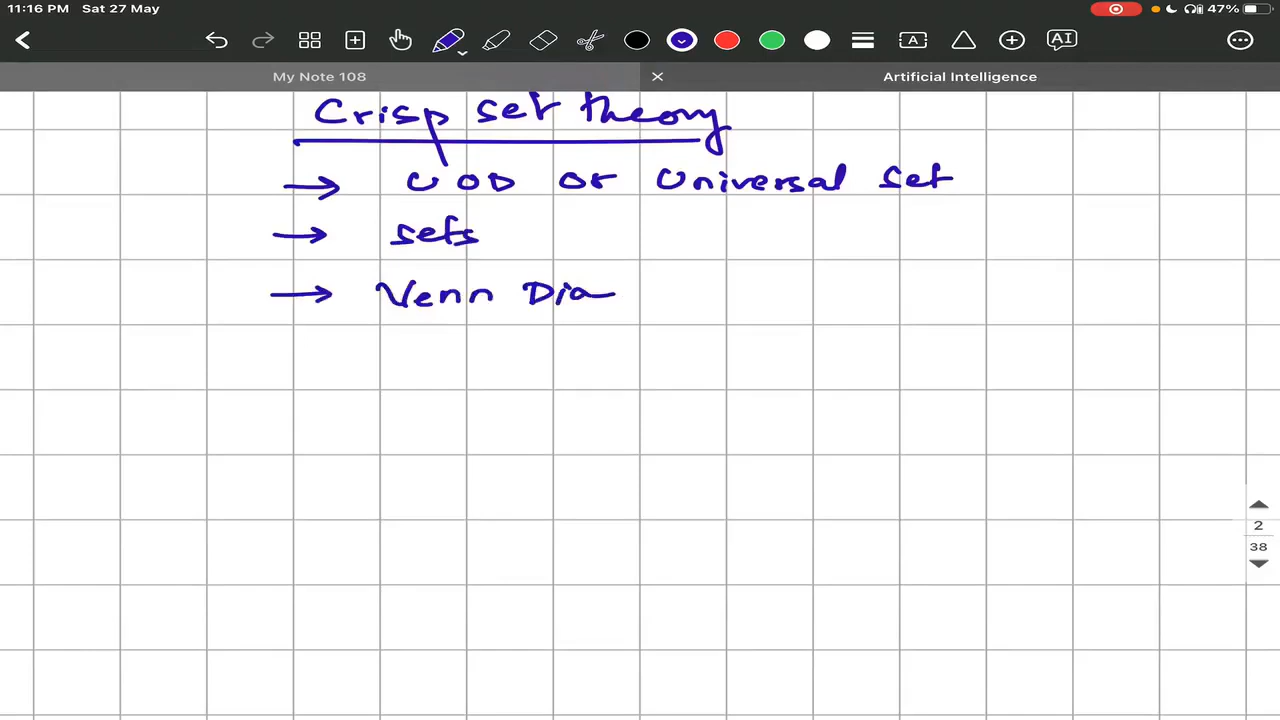 11:16 PM Sat 27 May 47%
My Note 108 Artificial Intelligence
Crisp set theory
→ UOD or Universal set
→ sets
→ Venn Dia
2
38